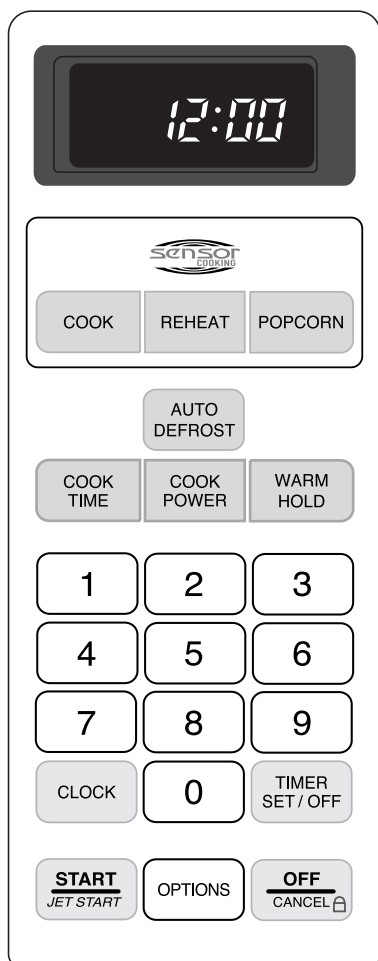 12:00
sensor
COOKING
COOK
REHEAT
POPCORN
AUTO
DEFROST
COOK
TIME
COOK
POWER
WARM
HOLD
1
2
3
4
5
6
7
8
9
CLOCK
0
TIMER
SET / OFF
START
JET START
OPTIONS
OFF
CANCEL